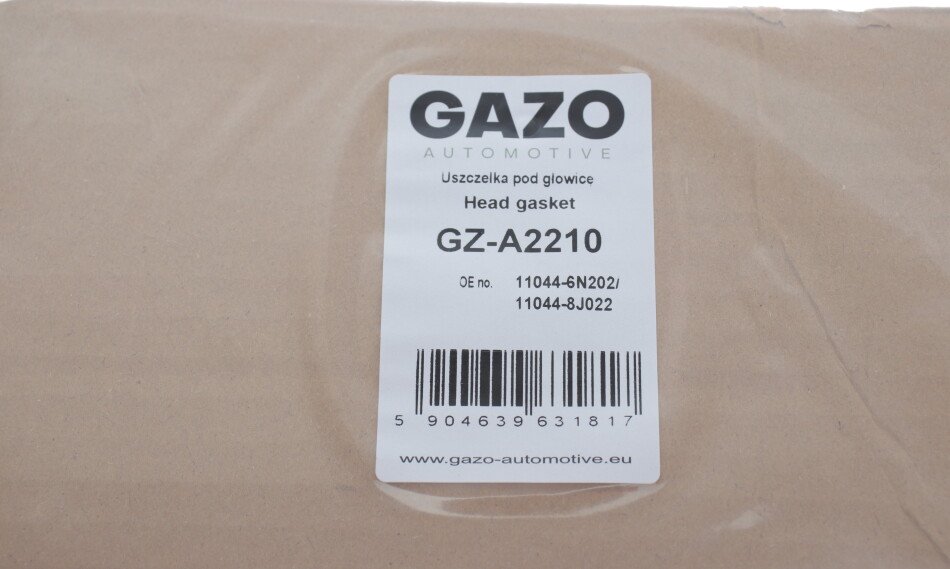 GAZO
AUTOMOTIVE
Uszczelka pod głowicę
Head gasket
GZ-A2210
OE no. 11044-6N202/
11044-8J022
5 904639 631817
www.gazo-automotive.eu